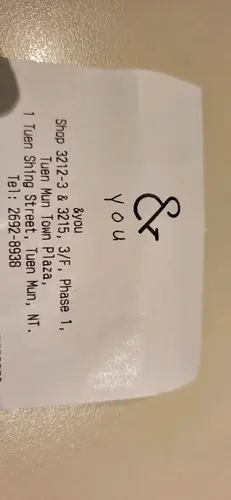 &
you
&you
Shop 3212-3 & 3215, 3/F, Phase 1,
Tuen Mun Town Plaza,
1 Tuen Shing Street, Tuen Mun, NT.
Tel: 2692-8938